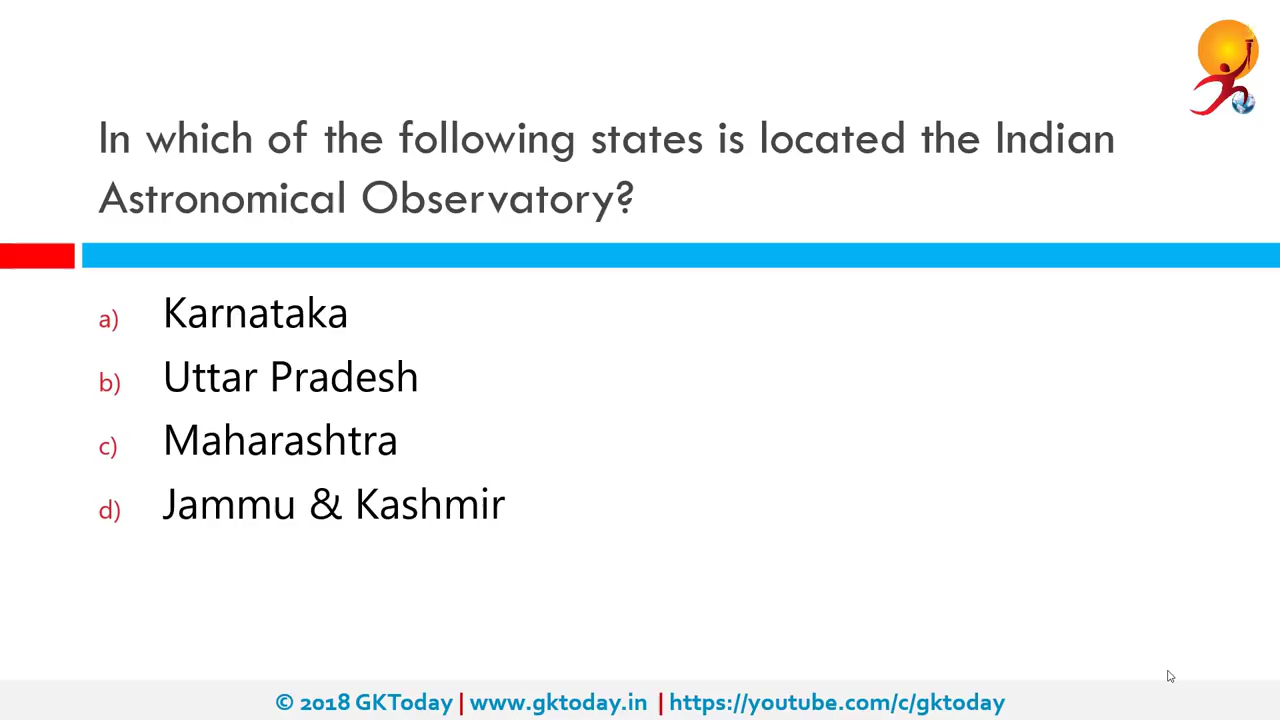 In which of the following states is located the Indian
Astronomical Observatory?
a) Karnataka
b) Uttar Pradesh
c) Maharashtra
d) Jammu & Kashmir
© 2018 GKToday | www.gktoday.in | https://youtube.com/c/gktoday